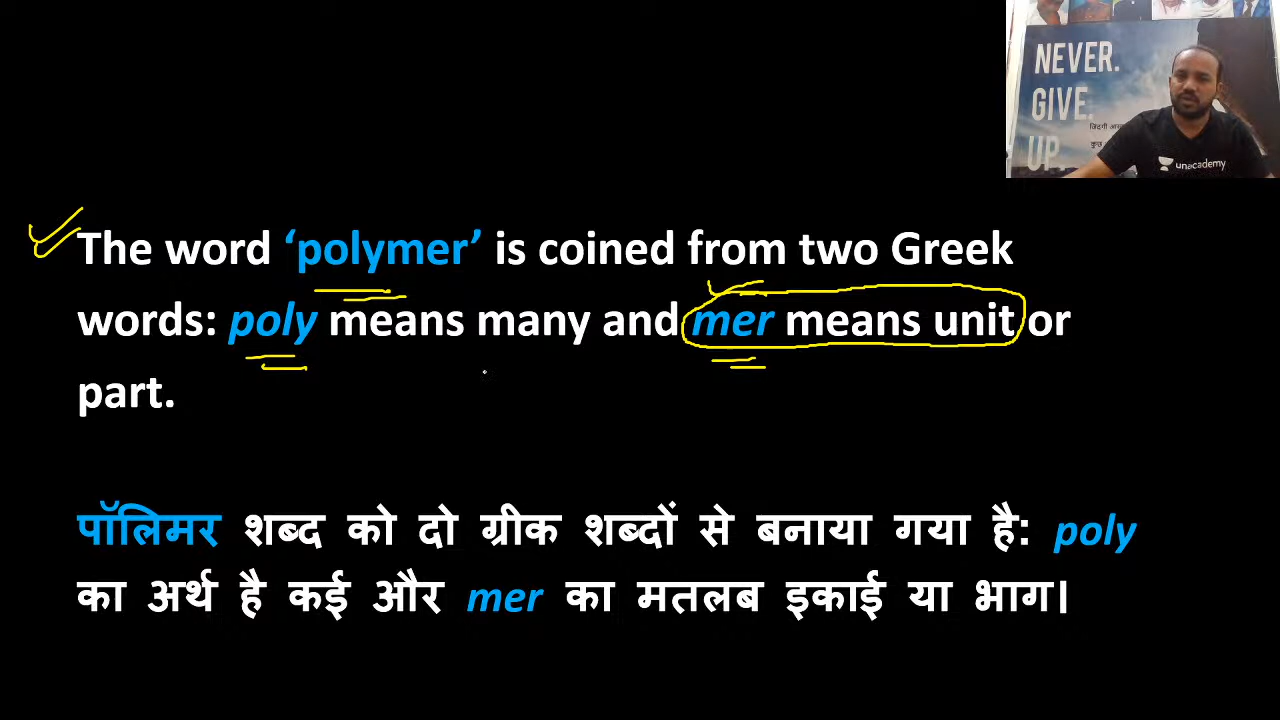 NEVER.
GIVE.
UP.
unacademy
The word ‘polymer’ is coined from two Greek
words: poly means many and mer means unit or
part.
पॉलिमर शब्द को दो ग्रीक शब्दों से बनाया गया है: poly
का अर्थ है कई और mer का मतलब इकाई या भाग।